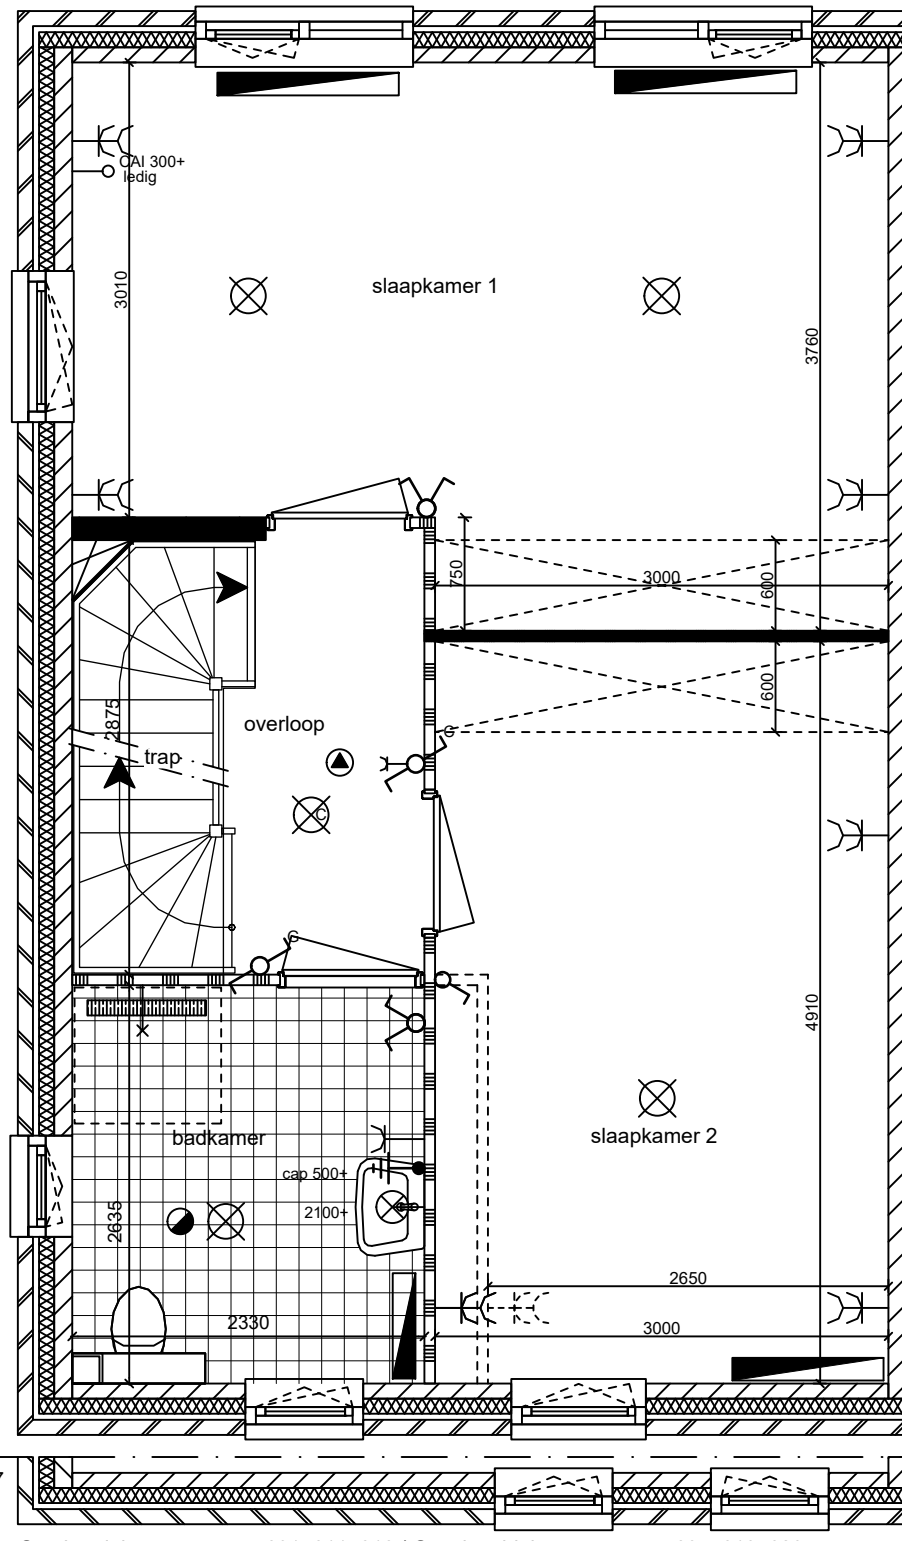 CAI 300+
ledig
3010
slaapkamer 1
3760
750
3000
600
600
2875
overloop
trap
C
C
C
4910
slaapkamer 2
badkamer
cap 500+
2100+
2635
2650
2330
3000